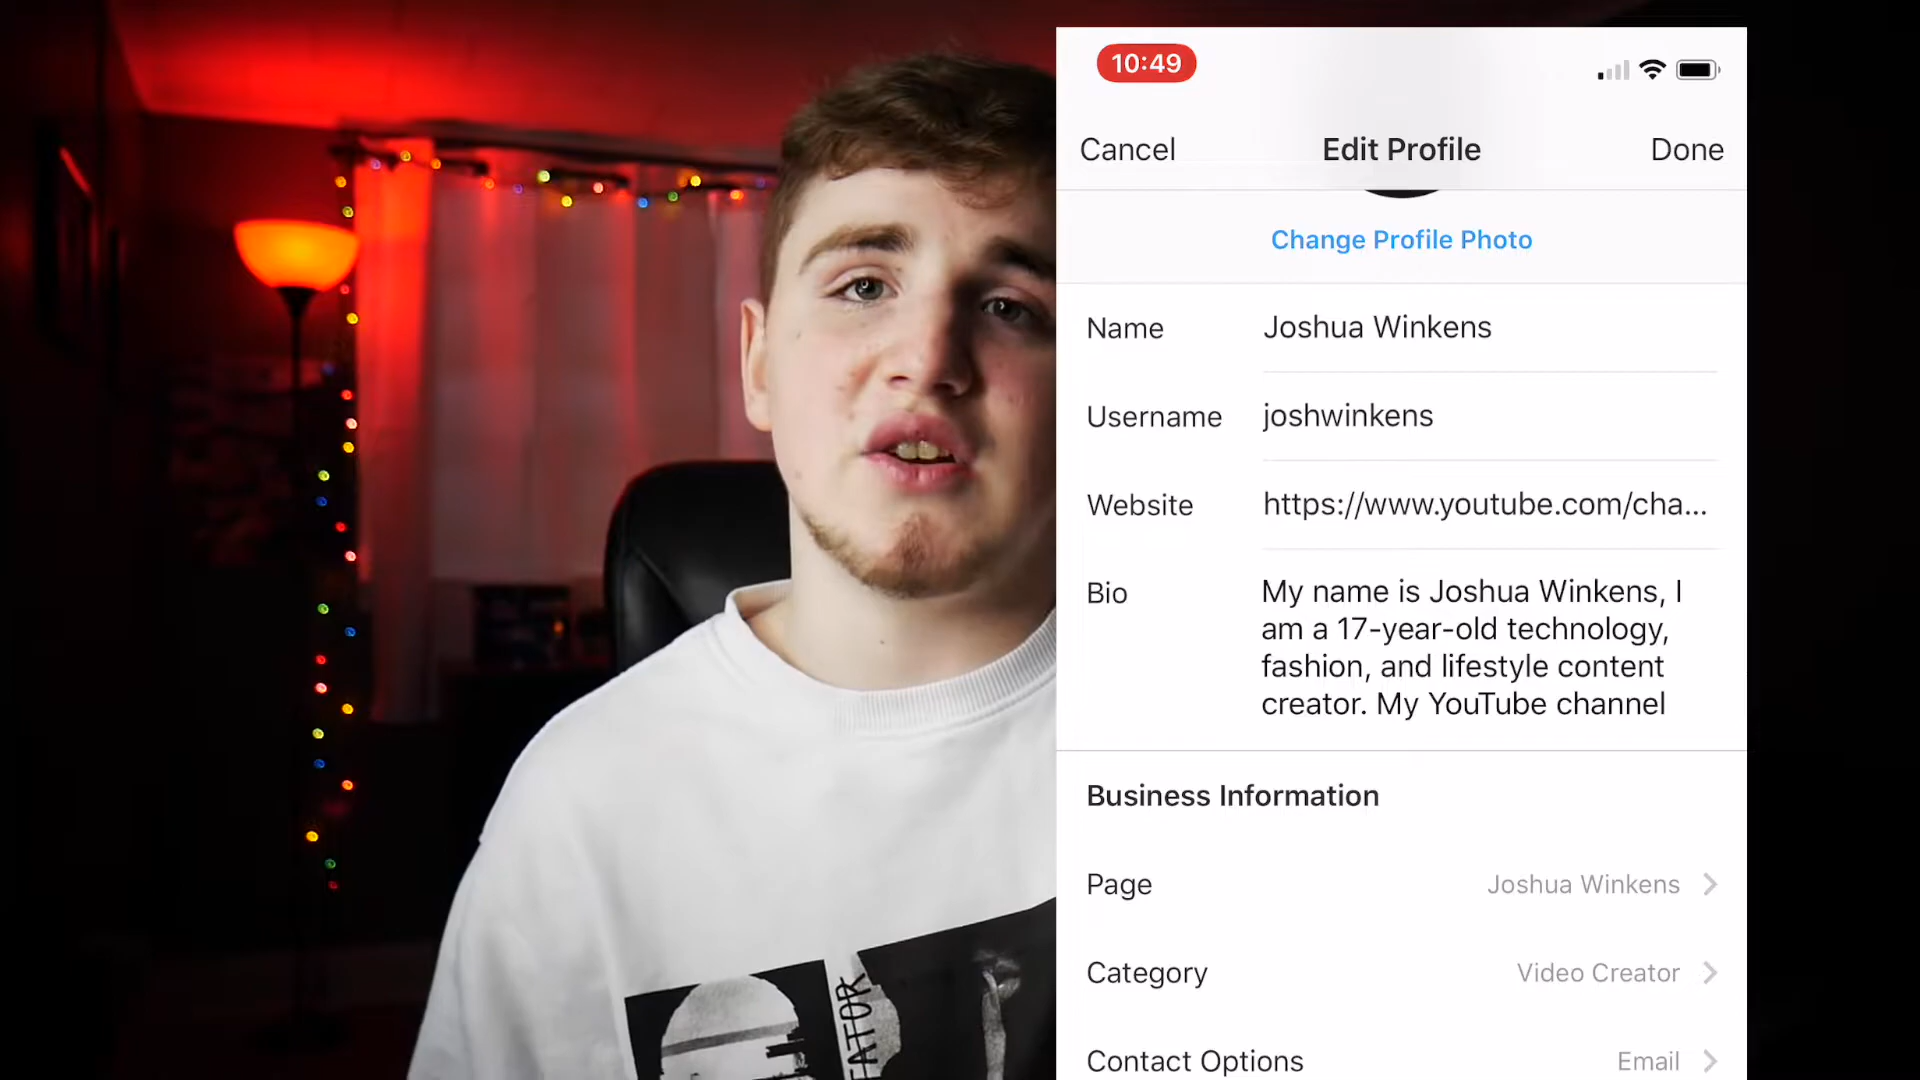 10:49
Cancel Edit Profile Done
Change Profile Photo
Name Joshua Winkens
Username joshwinkens
Website https://www.youtube.com/cha...
Bio My name is Joshua Winkens, I
am a 17-year-old technology,
fashion, and lifestyle content
creator. My YouTube channel
Business Information
Page Joshua Winkens
Category Video Creator
Contact Options Email
EATOR